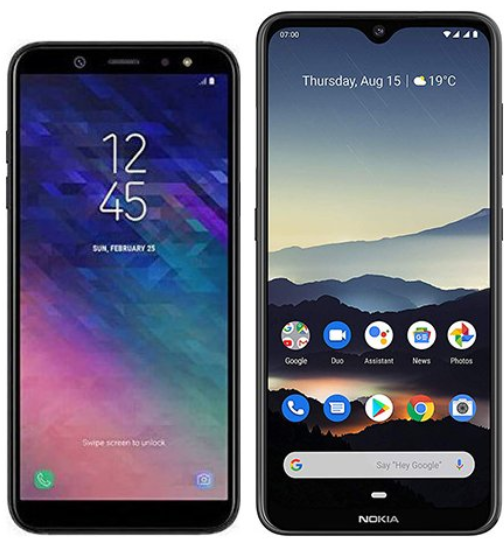 12
45
SUN, FEBRUARY 25
Swipe screen to unlock
07:00
Thursday, Aug 15 | 19°C
Google Duo Assistant News Photos
Say "Hey Google"
NOKIA